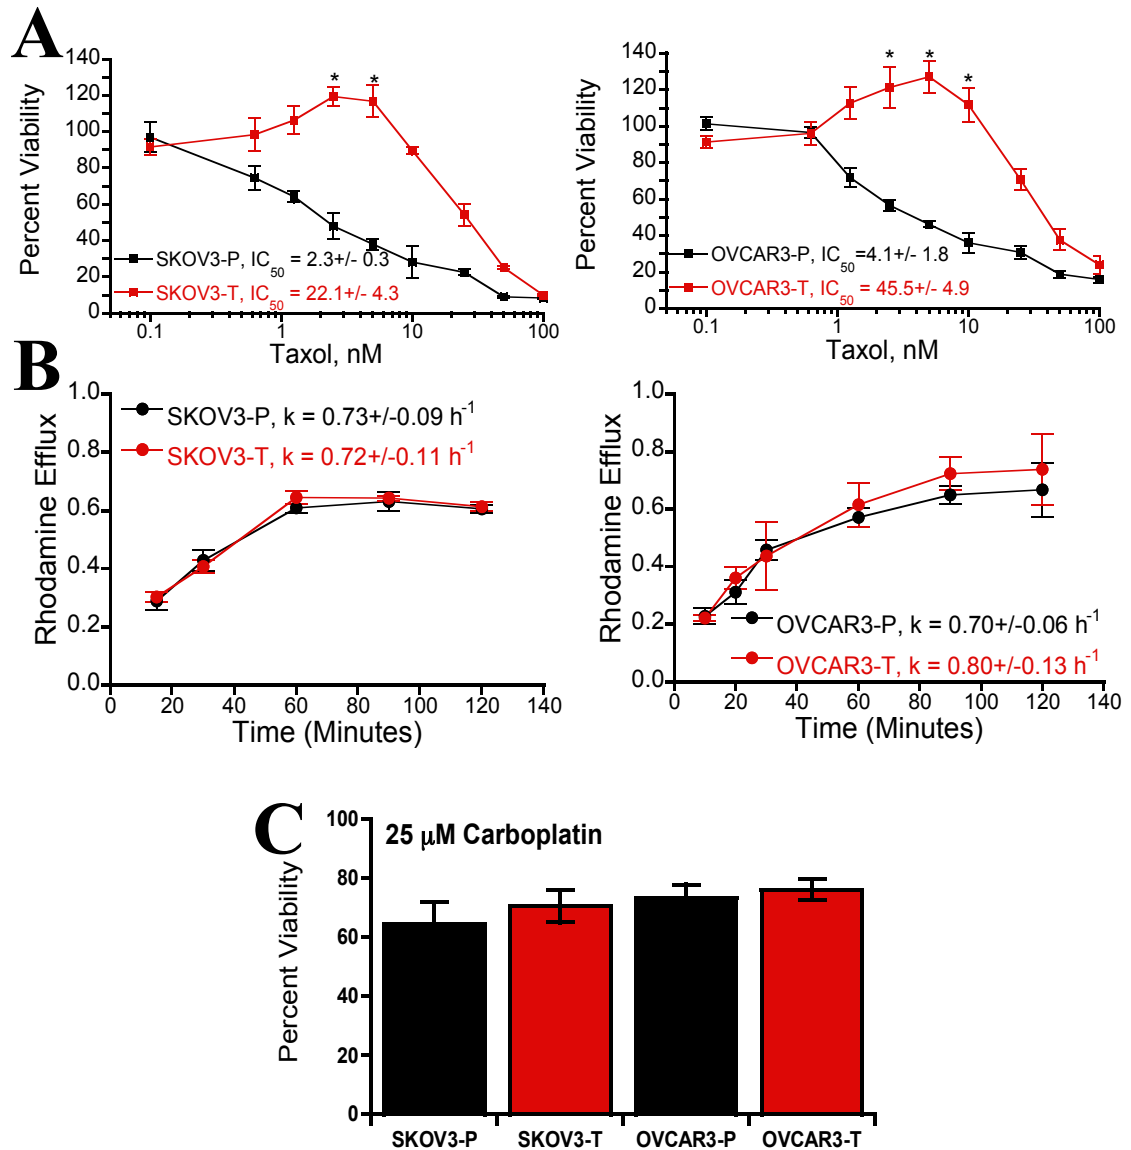 A
140
120
100
80
60
40
20
0
Percent Viability
* *
SKOV3-P, IC50 = 2.3+/- 0.3
SKOV3-T, IC50 = 22.1+/- 4.3
0.1 1 10 100
Taxol, nM
140
120
100
80
60
40
20
0
Percent Viability
* * *
OVCAR3-P, IC50=4.1+/- 1.8
OVCAR3-T, IC50 = 45.5+/- 4.9
0.1 1 10 100
Taxol, nM
B
1.0
0.8
0.6
0.4
0.2
0.0
Rhodamine Efflux
SKOV3-P, k = 0.73+/-0.09 h-1
SKOV3-T, k = 0.72+/-0.11 h-1
0 20 40 60 80 100 120 140
Time (Minutes)
1.0
0.8
0.6
0.4
0.2
0.0
Rhodamine Efflux
OVCAR3-P, k = 0.70+/-0.06 h-1
OVCAR3-T, k = 0.80+/-0.13 h-1
0 20 40 60 80 100 120 140
Time (Minutes)
C
100
80
60
40
20
0
Percent Viability
25 μM Carboplatin
SKOV3-P SKOV3-T OVCAR3-P OVCAR3-T